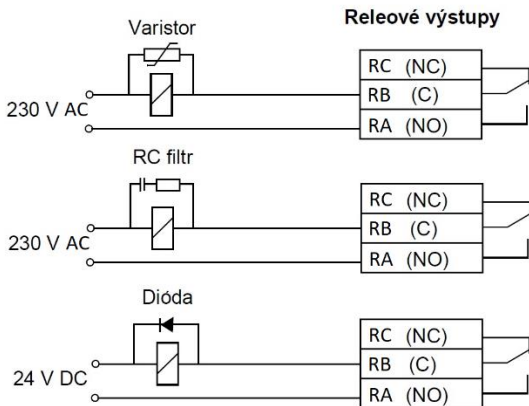 Releové výstupy
Varistor
230 V AC
RC (NC)
RB (C)
RA (NO)
RC filtr
230 V AC
RC (NC)
RB (C)
RA (NO)
Dióda
24 V DC
RC (NC)
RB (C)
RA (NO)